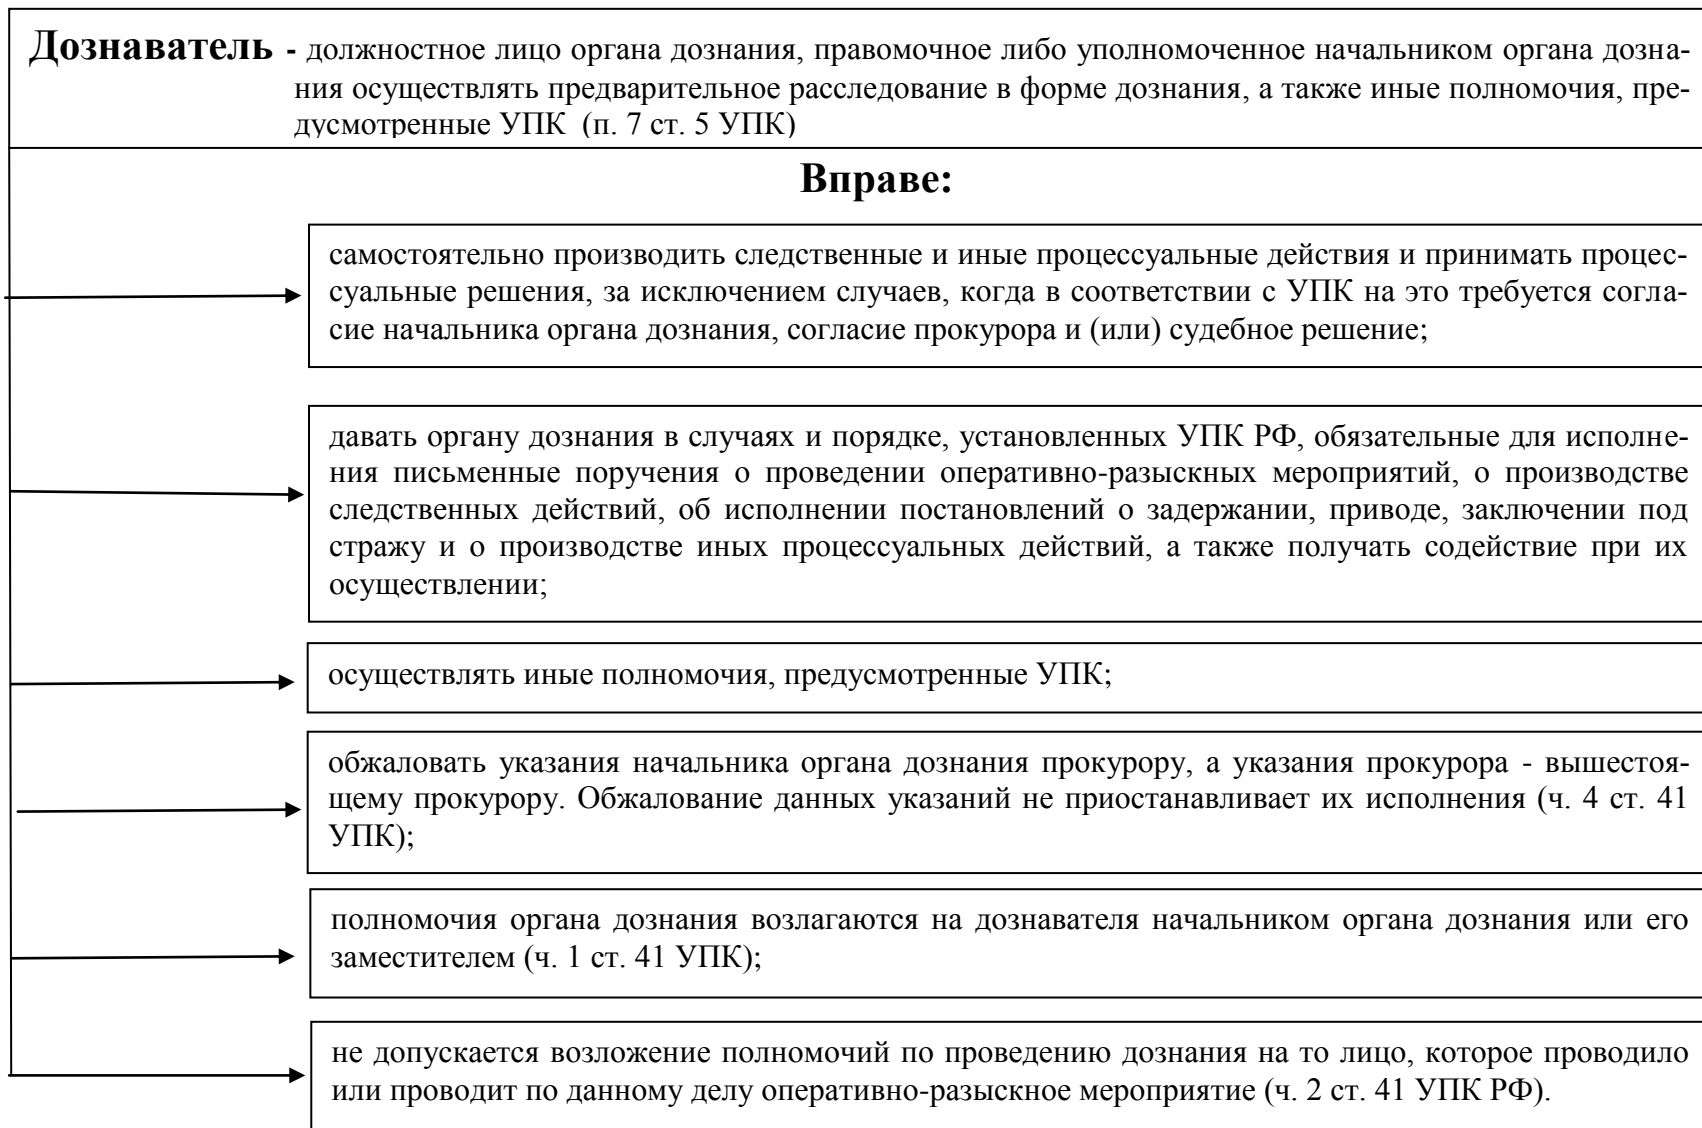 Дознаватель - должностное лицо органа дознания, правомочное либо уполномоченное начальником органа дозна-
ния осуществлять предварительное расследование в форме дознания, а также иные полномочия, пре-
дусмотренные УПК (п. 7 ст. 5 УПК)
Вправе:
самостоятельно производить следственные и иные процессуальные действия и принимать процес-
суальные решения, за исключением случаев, когда в соответствии с УПК на это требуется согла-
сие начальника органа дознания, согласие прокурора и (или) судебное решение;
давать органу дознания в случаях и порядке, установленных УПК РФ, обязательные для исполне-
ния письменные поручения о проведении оперативно-разыскных мероприятий, о производстве
следственных действий, об исполнении постановлений о задержании, приводе, заключении под
стражу и о производстве иных процессуальных действий, а также получать содействие при их
осуществлении;
осуществлять иные полномочия, предусмотренные УПК;
обжаловать указания начальника органа дознания прокурору, а указания прокурора - вышестоя-
щему прокурору. Обжалование данных указаний не приостанавливает их исполнения (ч. 4 ст. 41
УПК);
полномочия органа дознания возлагаются на дознавателя начальником органа дознания или его
заместителем (ч. 1 ст. 41 УПК);
не допускается возложение полномочий по проведению дознания на то лицо, которое проводило
или проводит по данному делу оперативно-разыскное мероприятие (ч. 2 ст. 41 УПК РФ).